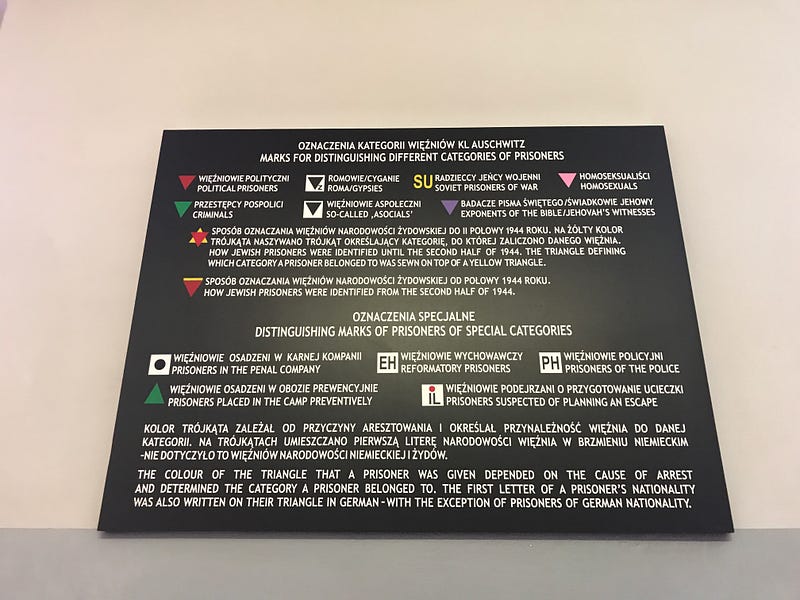 OZNACZENIA KATEGORII WIĘŹNIÓW KL AUSCHWITZ
MARKS FOR DISTINGUISHING DIFFERENT CATEGORIES OF PRISONERS
WIĘŹNIOWIE POLITYCZNI
POLITICAL PRISONERS
Z
ROMOWIE/CYGANIE
ROMA/GYPSIES
SU
RADZIECCY JEŃCY WOJENNI
SOVIET PRISONERS OF WAR
HOMOSEKSUALIŚCI
HOMOSEXUALS
PRZESTĘPCY POSPOLICI
CRIMINALS
WIĘŹNIOWIE ASPOŁECZNI
SO-CALLED ‚ASOCIALS'
BADACZE PISMA ŚWIĘTEGO/ŚWIADKOWIE JEHOWY
EXPONENTS OF THE BIBLE/JEHOVAH'S WITNESSES
SPOSÓB OZNACZANIA WIĘŹNIÓW NARODOWOŚCI ŻYDOWSKIEJ DO II POŁOWY 1944 ROKU. NA ŻÓŁTY KOLOR
TRÓJKĄTA NASZYWANO TRÓJKĄT OKREŚLAJĄCY KATEGORIĘ, DO KTÓREJ ZALICZONO DANEGO WIĘŹNIA.
HOW JEWISH PRISONERS WERE IDENTIFIED UNTIL THE SECOND HALF OF 1944. THE TRIANGLE DEFINING
WHICH CATEGORY A PRISONER BELONGED TO WAS SEWN ON TOP OF A YELLOW TRIANGLE.
SPOSÓB OZNACZANIA WIĘŹNIÓW NARODOWOŚCI ŻYDOWSKIEJ OD POŁOWY 1944 ROKU.
HOW JEWISH PRISONERS WERE IDENTIFIED FROM THE SECOND HALF OF 1944.
OZNACZENIA SPECJALNE
DISTINGUISHING MARKS OF PRISONERS OF SPECIAL CATEGORIES
WIĘŹNIOWIE OSADZENI W KARNEJ KOMPANII
PRISONERS IN THE PENAL COMPANY
EH
WIĘŹNIOWIE WYCHOWAWCZY
REFORMATORY PRISONERS
PH
WIĘŹNIOWIE POLICYJNI
PRISONERS OF THE POLICE
WIĘŹNIOWIE OSADZENI W OBOZIE PREWENCYJNIE
PRISONERS PLACED IN THE CAMP PREVENTIVELY
IL
WIĘŹNIOWIE PODEJRZANI O PRZYGOTOWANIE UCIECZKI
PRISONERS SUSPECTED OF PLANNING AN ESCAPE
KOLOR TRÓJKĄTA ZALEŻAŁ OD PRZYCZYNY ARESZTOWANIA I OKREŚLAŁ PRZYNALEŻNOŚĆ WIĘŹNIA DO DANEJ
KATEGORII. NA TRÓJKĄTACH UMIESZCZANO PIERWSZĄ LITERĘ NARODOWOŚCI WIĘŹNIA W BRZMIENIU NIEMIECKIM
-NIE DOTYCZYŁO TO WIĘŹNIÓW NARODOWOŚCI NIEMIECKIEJ I ŻYDÓW.
THE COLOUR OF THE TRIANGLE THAT A PRISONER WAS GIVEN DEPENDED ON THE CAUSE OF ARREST
AND DETERMINED THE CATEGORY A PRISONER BELONGED TO. THE FIRST LETTER OF A PRISONER'S NATIONALITY
WAS ALSO WRITTEN ON THEIR TRIANGLE IN GERMAN -WITH THE EXCEPTION OF PRISONERS OF GERMAN NATIONALITY.